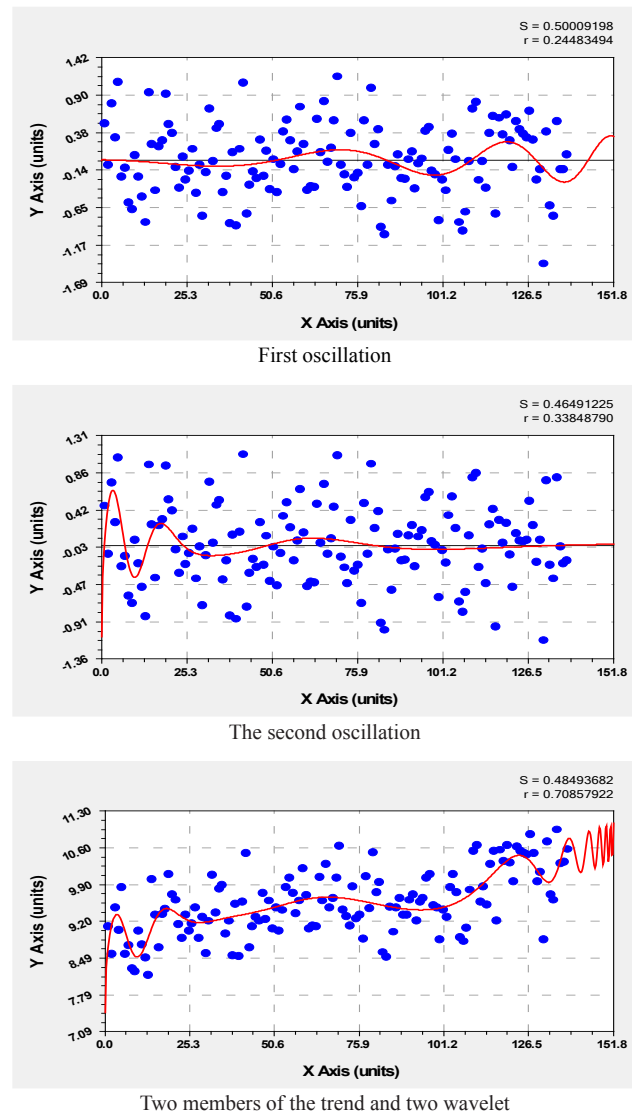 S = 0.50009198
r = 0.24483494
1.42
0.90
0.38
-0.14
-0.65
-1.17
-1.69
Y Axis (units)
0.0 25.3 50.6 75.9 101.2 126.5 151.8
X Axis (units)
First oscillation
S = 0.46491225
r = 0.33848790
1.31
0.86
0.42
-0.03
-0.47
-0.91
-1.36
Y Axis (units)
0.0 25.3 50.6 75.9 101.2 126.5 151.8
X Axis (units)
The second oscillation
S = 0.48493682
r = 0.70857922
11.30
10.60
9.90
9.20
8.49
7.79
7.09
Y Axis (units)
0.0 25.3 50.6 75.9 101.2 126.5 151.8
X Axis (units)
Two members of the trend and two wavelet